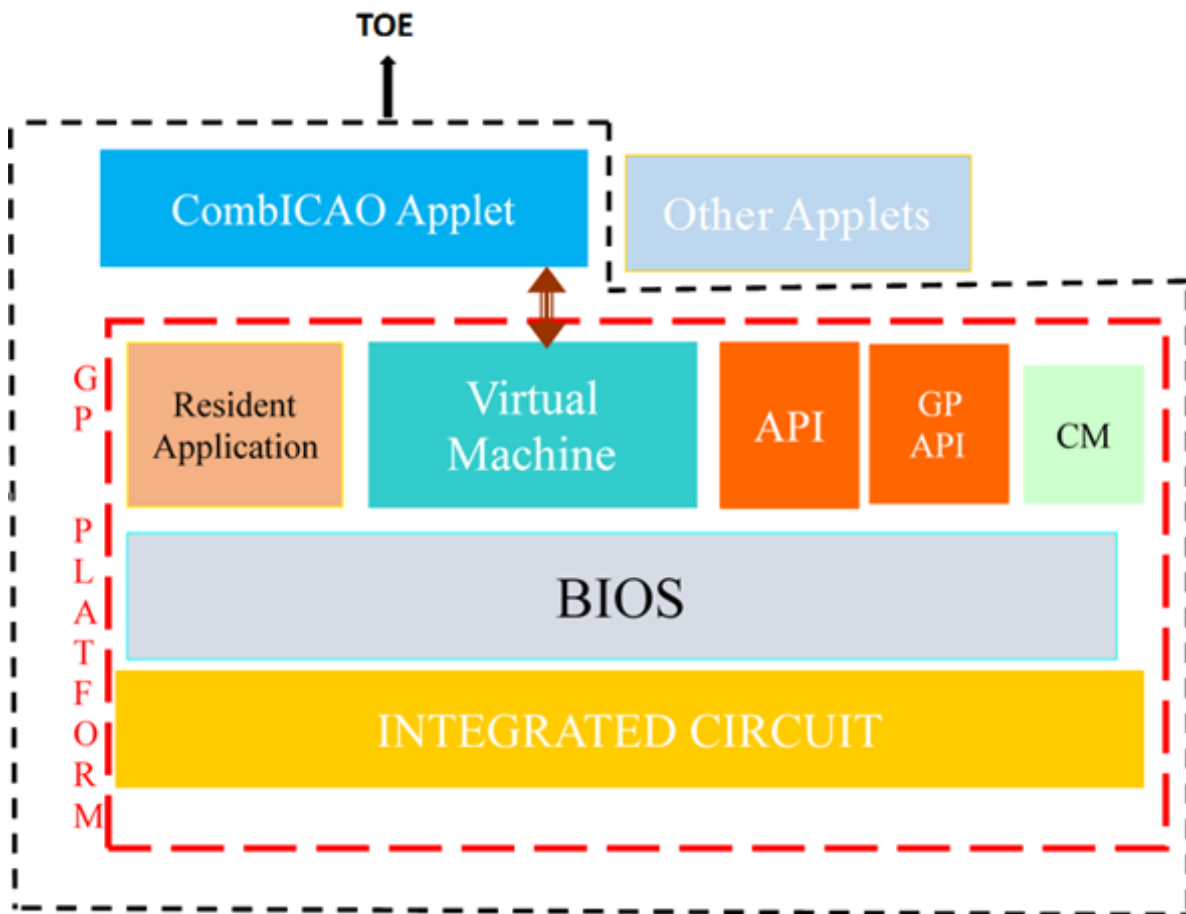 TOE
CombICAO Applet
Other Applets
GP PLATFORM
Resident
Application
Virtual
Machine
API
GP
API
CM
BIOS
INTEGRATED CIRCUIT